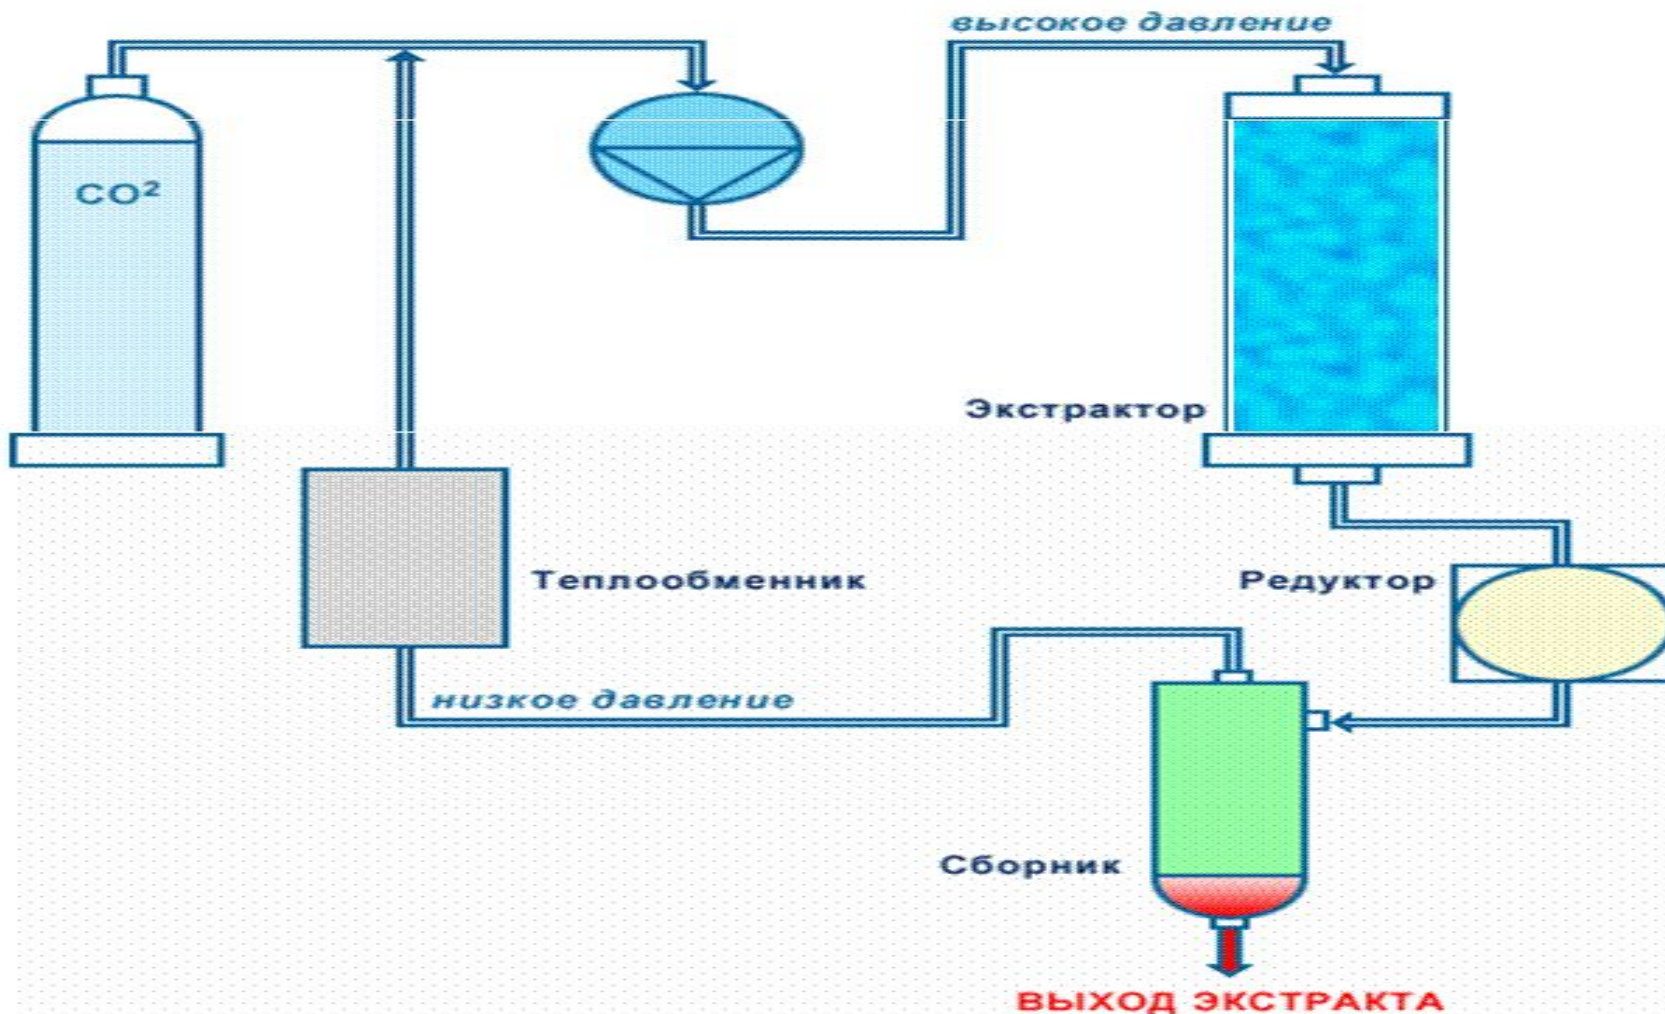 высокое давление
CO²
Экстрактор
Теплообменник
Редуктор
низкое давление
Сборник
ВЫХОД ЭКСТРАКТА